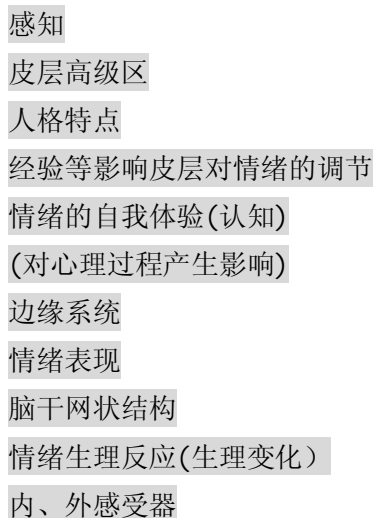 感知
皮层高级区
人格特点
经验等影响皮层对情绪的调节
情绪的自我体验(认知)
(对心理过程产生影响)
边缘系统
情绪表现
脑干网状结构
情绪生理反应(生理变化）
内、外感受器